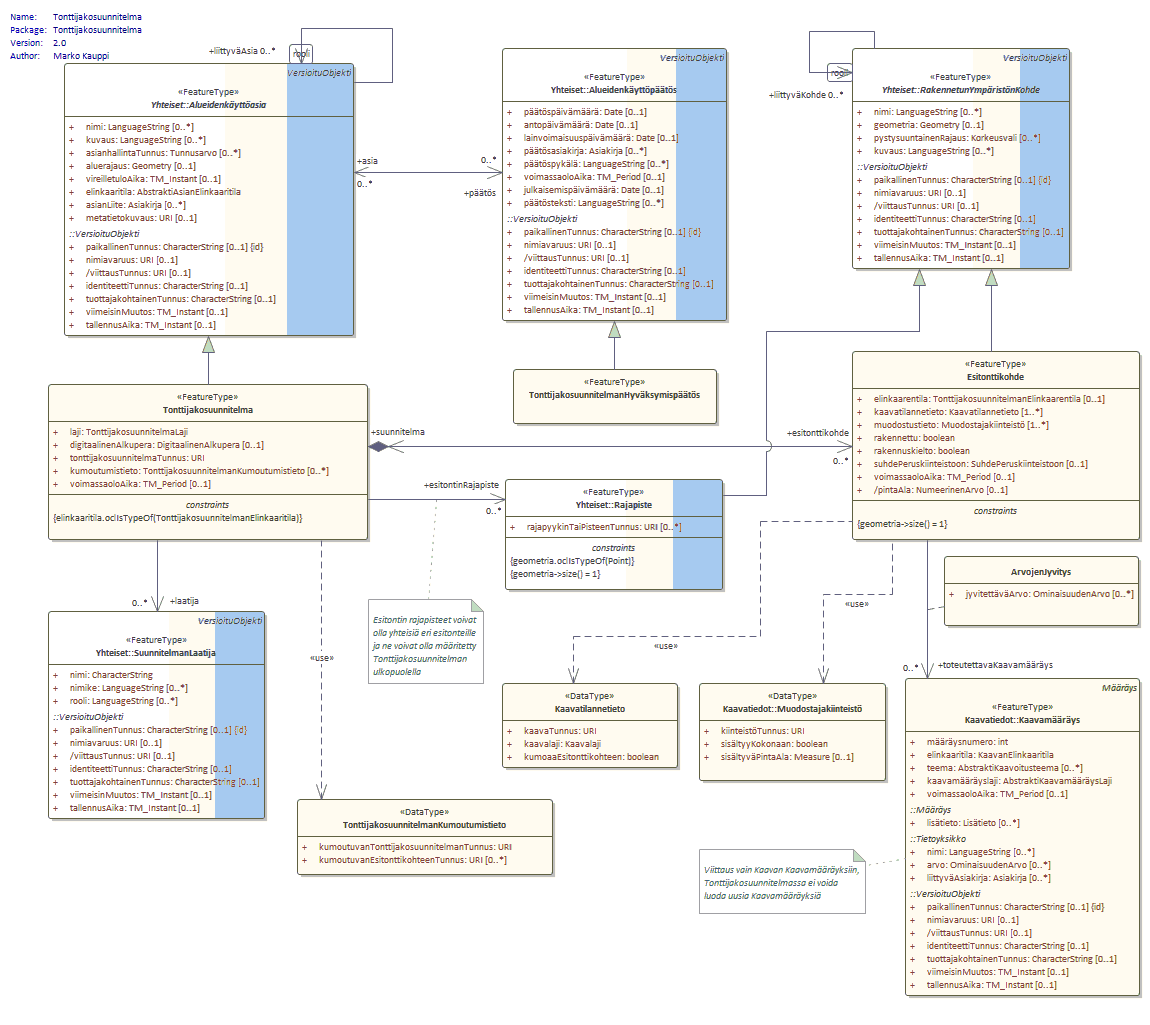 Name: Tonttijakosuunnitelma
Package: Tonttijakosuunnitelma
Version: 2.0
Author: Marko Kauppi
+liittyväAsia 0..*
rooli
VersioituObjekti
«FeatureType»
Yhteiset::Alueidenkäyttöasia
+ nimi: LanguageString [0..*]
+ kuvaus: LanguageString [0..*]
+ asianhallintaTunnus: Tunnusarvo [0..*]
+ aluerajaus: Geometry [0..1]
+ vireilletuloAika: TM_Instant [0..1]
+ elinkaaritila: AbstraktiAsianElinkaaritila
+ asianLiite: Asiakirja [0..*]
+ metatietokuvaus: URI [0..1]
::VersioituObjekti
+ paikallinenTunnus: CharacterString [0..1] {id}
+ nimiavaruus: URI [0..1]
+ /viittausTunnus: URI [0..1]
+ identiteettiTunnus: CharacterString [0..1]
+ tuottajakohtainenTunnus: CharacterString [0..1]
+ viimeisinMuutos: TM_Instant [0..1]
+ tallennusAika: TM_Instant [0..1]
+asia
0..*
0..*
+päätös
VersioituObjekti
«FeatureType»
Yhteiset::Alueidenkäyttöpäätös
+ päätöspäivämäärä: Date [0..1]
+ antopäivämäärä: Date [0..1]
+ lainvoimaisuuspäivämäärä: Date [0..1]
+ päätösasiakirja: Asiakirja [0..*]
+ päätöspykälä: LanguageString [0..*]
+ voimassaoloAika: TM_Period [0..1]
+ julkaisemispäivämäärä: Date [0..1]
+ päätösteksti: LanguageString [0..*]
::VersioituObjekti
+ paikallinenTunnus: CharacterString [0..1] {id}
+ nimiavaruus: URI [0..1]
+ /viittausTunnus: URI [0..1]
+ identiteettiTunnus: CharacterString [0..1]
+ tuottajakohtainenTunnus: CharacterString [0..1]
+ viimeisinMuutos: TM_Instant [0..1]
+ tallennusAika: TM_Instant [0..1]
rooli
+liittyväKohde 0..*
VersioituObjekti
«FeatureType»
Yhteiset::RakennetunYmpäristönKohde
+ nimi: LanguageString [0..*]
+ geometria: Geometry [0..1]
+ pystysuuntainenRajaus: Korkeusvali [0..*]
+ kuvaus: LanguageString [0..*]
::VersioituObjekti
+ paikallinenTunnus: CharacterString [0..1] {id}
+ nimiavaruus: URI [0..1]
+ /viittausTunnus: URI [0..1]
+ identiteettiTunnus: CharacterString [0..1]
+ tuottajakohtainenTunnus: CharacterString [0..1]
+ viimeisinMuutos: TM_Instant [0..1]
+ tallennusAika: TM_Instant [0..1]
«FeatureType»
Tonttijakosuunnitelma
+ laji: TonttijakosuunnitelmaLaji
+ digitaalinenAlkupera: DigitaalinenAlkupera [0..1]
+ tonttijakosuunnitelmaTunnus: URI
+ kumoutumistieto: TonttijakosuunnitelmanKumoutumistieto [0..*]
+ voimassaoloAika: TM_Period [0..1]
constraints
{elinkaaritila.oclIsTypeOf(TonttijakosuunnitelmanElinkaaritila)}
«FeatureType»
TonttijakosuunnitelmanHyväksymispäätös
+suunnitelma
+esitonttikohde
0..*
«FeatureType»
Esitonttikohde
+ elinkaarentila: TonttijakosuunnitelmanElinkaarentila [0..1]
+ kaavatilannetieto: Kaavatilannetieto [1..*]
+ muodostustieto: Muodostajakiinteistö [1..*]
+ rakennettu: boolean
+ rakennuskielto: boolean
+ suhdePeruskiinteistoon: SuhdePeruskiinteistoon [0..1]
+ voimassaoloAika: TM_Period [0..1]
+ /pintaAla: NumeerinenArvo [0..1]
constraints
{geometria->size() = 1}
+esitontinRajapiste
0..*
«FeatureType»
Yhteiset::Rajapiste
+ rajapyykinTaiPisteenTunnus: URI [0..*]
constraints
{geometria.oclIsTypeOf(Point)}
{geometria->size() = 1}
ArvojenJyvitys
+ jyvitettäväArvo: OminaisuudenArvo [0..*]
0..*
+laatija
«use»
«use»
«use»
0..*
+toteutettavaKaavamääräys
Esitontin rajapisteet voivat
olla yhteisiä eri esitonteille
ja ne voivat olla määritetty
Tonttijakosuunnitelman
ulkopuolella
VersioituObjekti
«FeatureType»
Yhteiset::SuunnitelmanLaatija
+ nimi: CharacterString
+ nimike: LanguageString [0..*]
+ rooli: LanguageString [0..*]
::VersioituObjekti
+ paikallinenTunnus: CharacterString [0..1] {id}
+ nimiavaruus: URI [0..1]
+ /viittausTunnus: URI [0..1]
+ identiteettiTunnus: CharacterString [0..1]
+ tuottajakohtainenTunnus: CharacterString [0..1]
+ viimeisinMuutos: TM_Instant [0..1]
+ tallennusAika: TM_Instant [0..1]
«DataType»
Kaavatilannetieto
+ kaavaTunnus: URI
+ kaavalaji: Kaavalaji
+ kumoaaEsitonttikohteen: boolean
«DataType»
Kaavatiedot::Muodostajakiinteistö
+ kiinteistöTunnus: URI
+ sisältyyKokonaan: boolean
+ sisältyväPintaAla: Measure [0..1]
Määräys
«FeatureType»
Kaavatiedot::Kaavamääräys
+ määräysnumero: int
+ elinkaaritila: KaavanElinkaaritila
+ teema: AbstraktiKaavoitusteema [0..*]
+ kaavamääräyslaji: AbstraktiKaavamääräysLaji
+ voimassaoloAika: TM_Period [0..1]
::Määräys
+ lisätieto: Lisätieto [0..*]
::Tietoyksikko
+ nimi: LanguageString [0..*]
+ arvo: OminaisuudenArvo [0..*]
+ liittyväAsiakirja: Asiakirja [0..*]
::VersioituObjekti
+ paikallinenTunnus: CharacterString [0..1] {id}
+ nimiavaruus: URI [0..1]
+ /viittausTunnus: URI [0..1]
+ identiteettiTunnus: CharacterString [0..1]
+ tuottajakohtainenTunnus: CharacterString [0..1]
+ viimeisinMuutos: TM_Instant [0..1]
+ tallennusAika: TM_Instant [0..1]
«DataType»
TonttijakosuunnitelmanKumoutumistieto
+ kumoutuvanTonttijakosuunnitelmanTunnus: URI
+ kumoutuvanEsitonttikohteenTunnus: URI [0..*]
Viittaus vain Kaavan Kaavamääräyksiin,
Tonttijakosuunnitelmassa ei voida
luoda uusia Kaavamääräyksiä